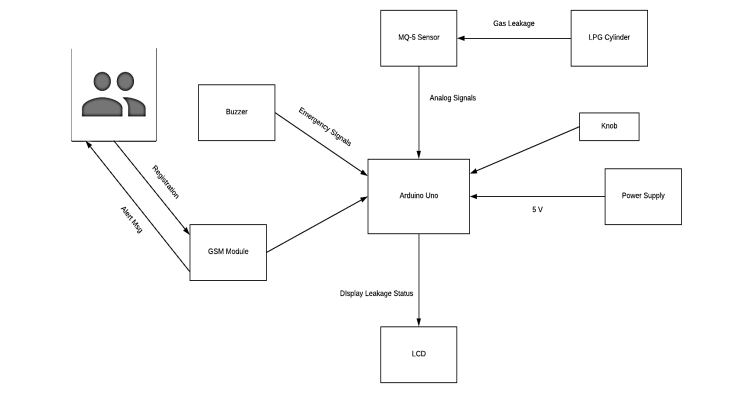 Gas Leakage
MQ-5 Sensor
LPG Cylinder
Analog Signals
Buzzer
Emergency Signals
Knob
Registration
Arduino Uno
Power Supply
5 V
Alert Msg
GSM Module
DIsplay Leakage Status
LCD